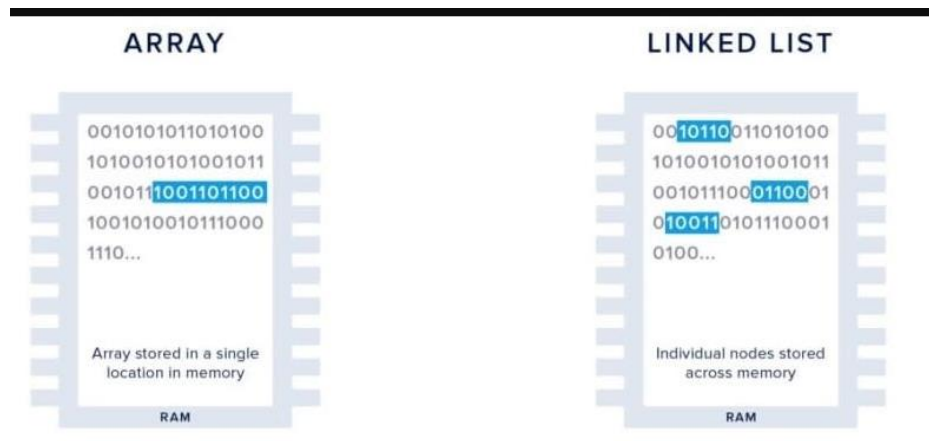 ARRAY
0010101011010100
1010010101001011
0010111001101100
1001010010111000
1110...
Array stored in a single
location in memory
RAM
LINKED LIST
0010110011010100
1010010101001011
0010111000110001
0100110101110001
0100...
Individual nodes stored
across memory
RAM